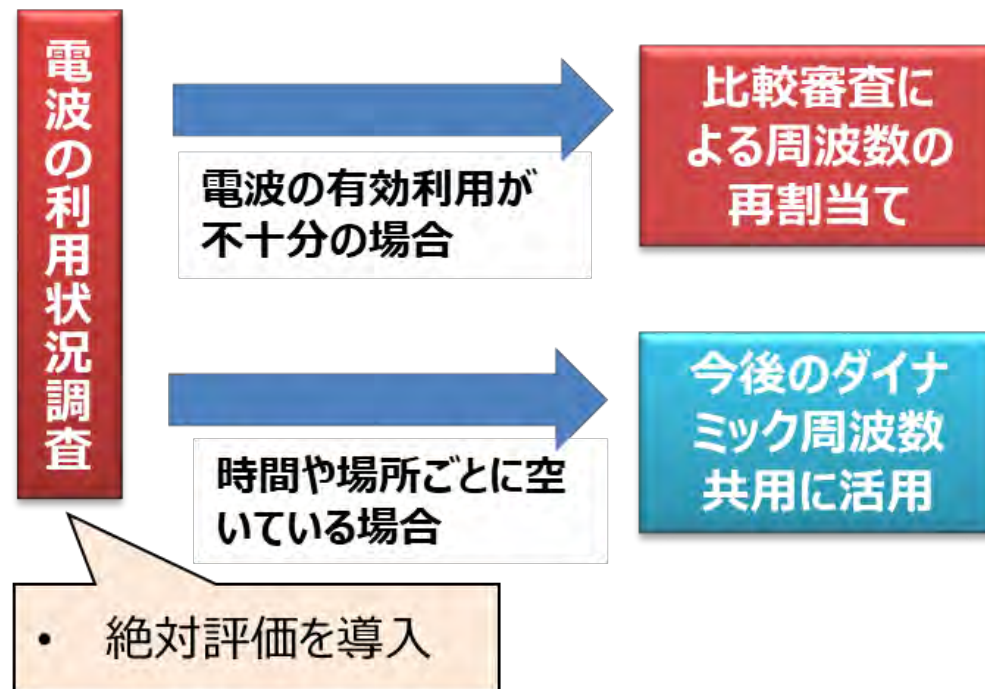 電波の利用状況調査
電波の有効利用が
不十分の場合
比較審査に
よる周波数の
再割当て
時間や場所ごとに空
いている場合
今後のダイナ
ミック周波数
共用に活用
• 絶対評価を導入